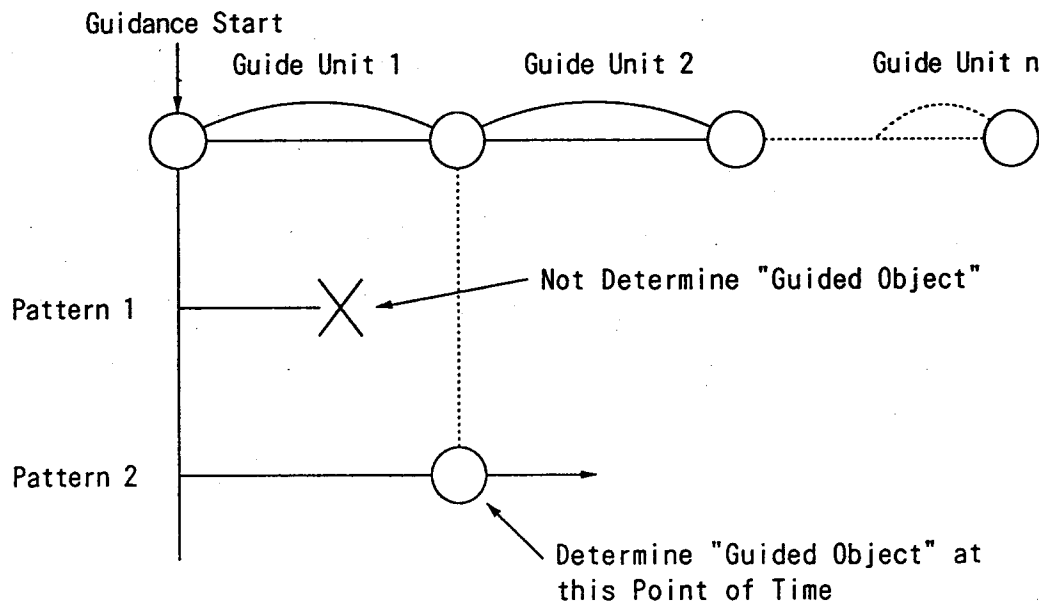 Guidance Start
Guide Unit 1
Guide Unit 2
Guide Unit n
Not Determine "Guided Object"
Pattern 1
Pattern 2
Determine "Guided Object" at
this Point of Time